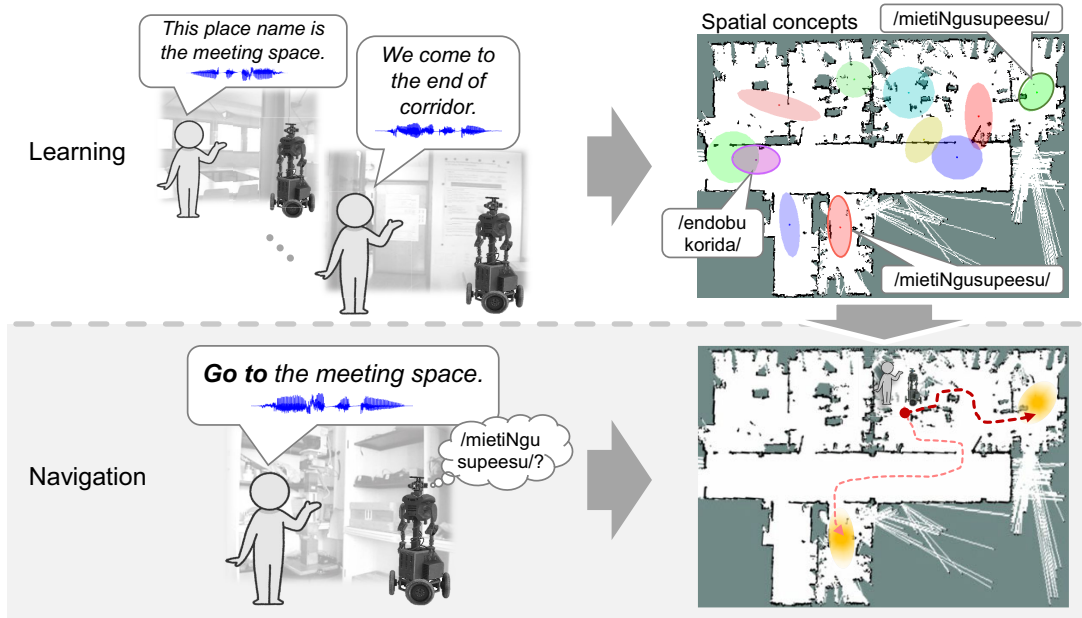 Learning
This place name is
the meeting space.
We come to
the end of
corridor.
Spatial concepts
/mietiNgusupeesu/
/endobu
korida/
/mietiNgusupeesu/
Navigation
Go to the meeting space.
/mietiNgu
supeesu/?